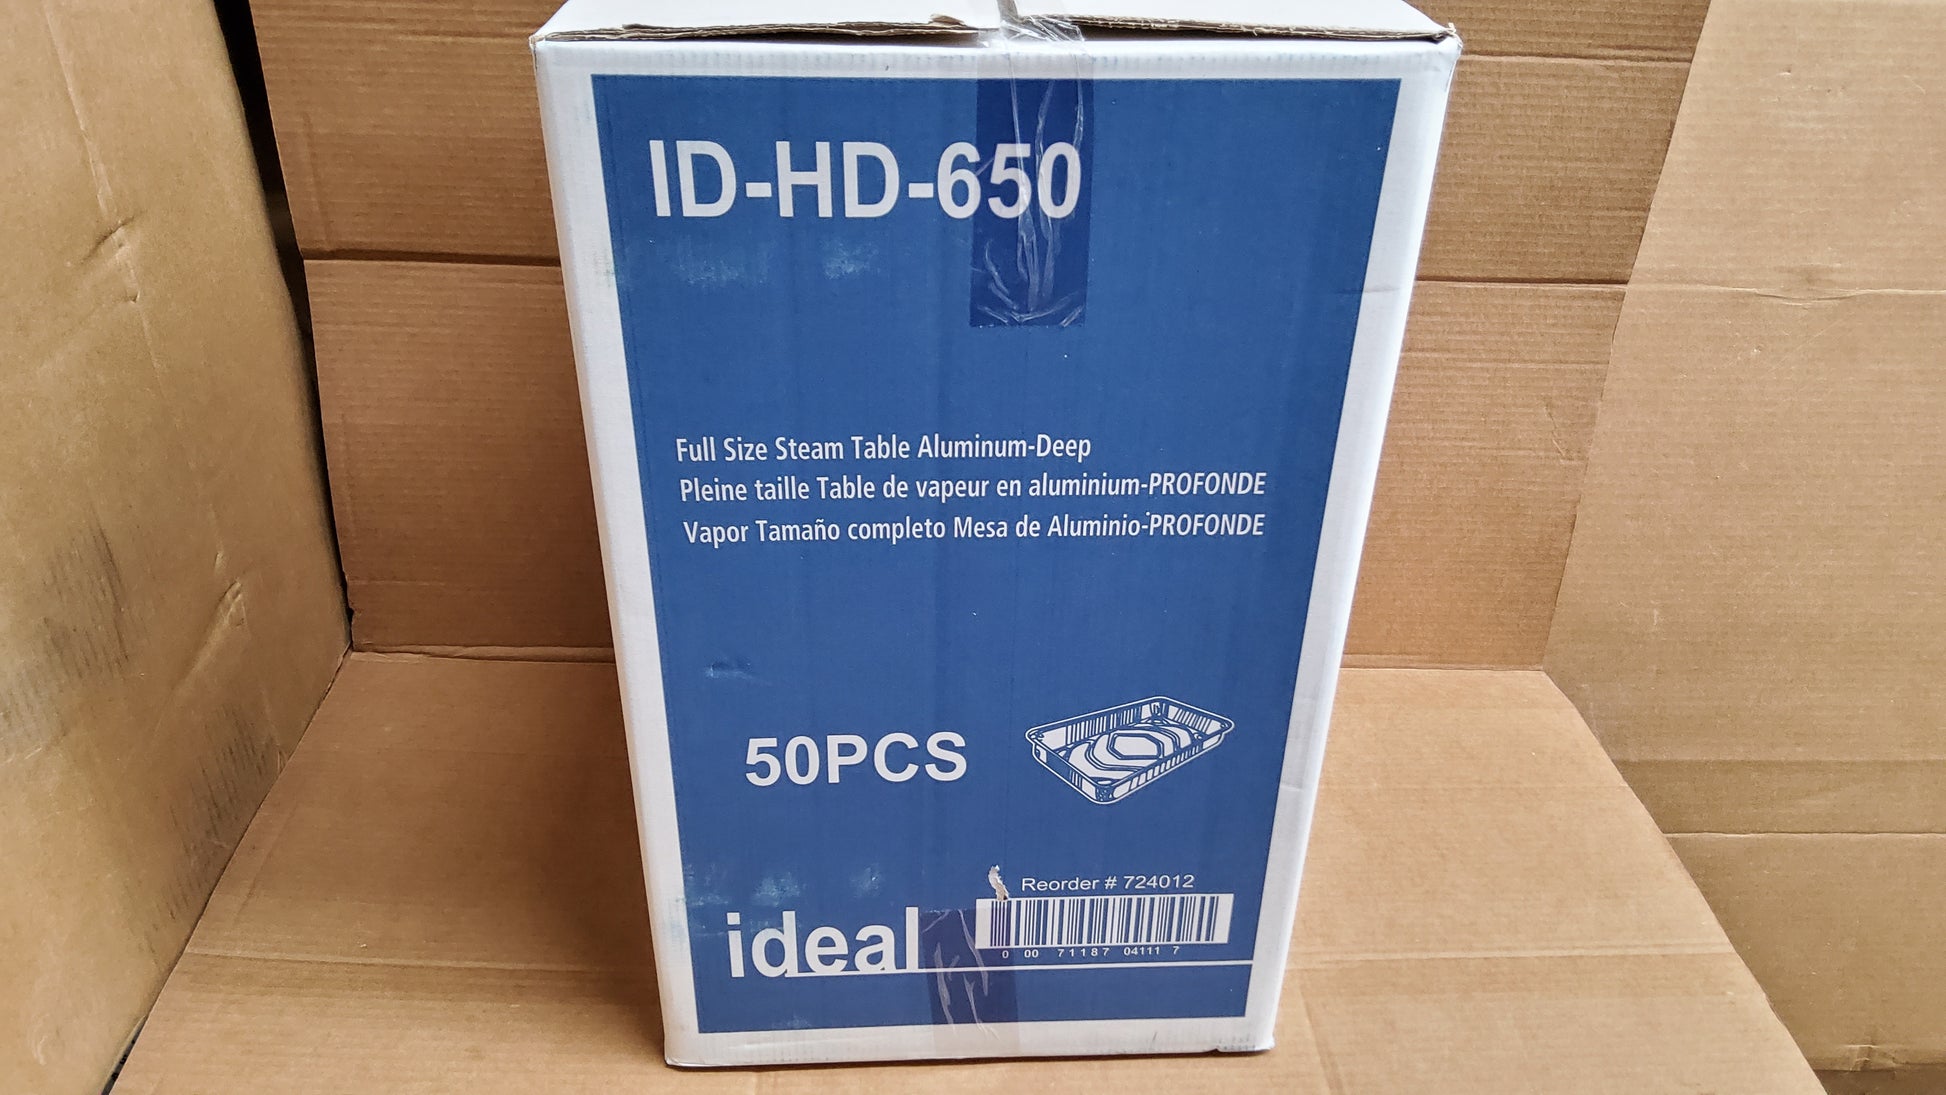 ID-HD-650
Full Size Steam Table Aluminum-Deep
Pleine taille Table de vapeur en aluminium-PROFONDE
Vapor Tamaño completo Mesa de Aluminio-PROFONDE
50PCS
Reorder # 724012
0 00 71187 04111 7
ideal